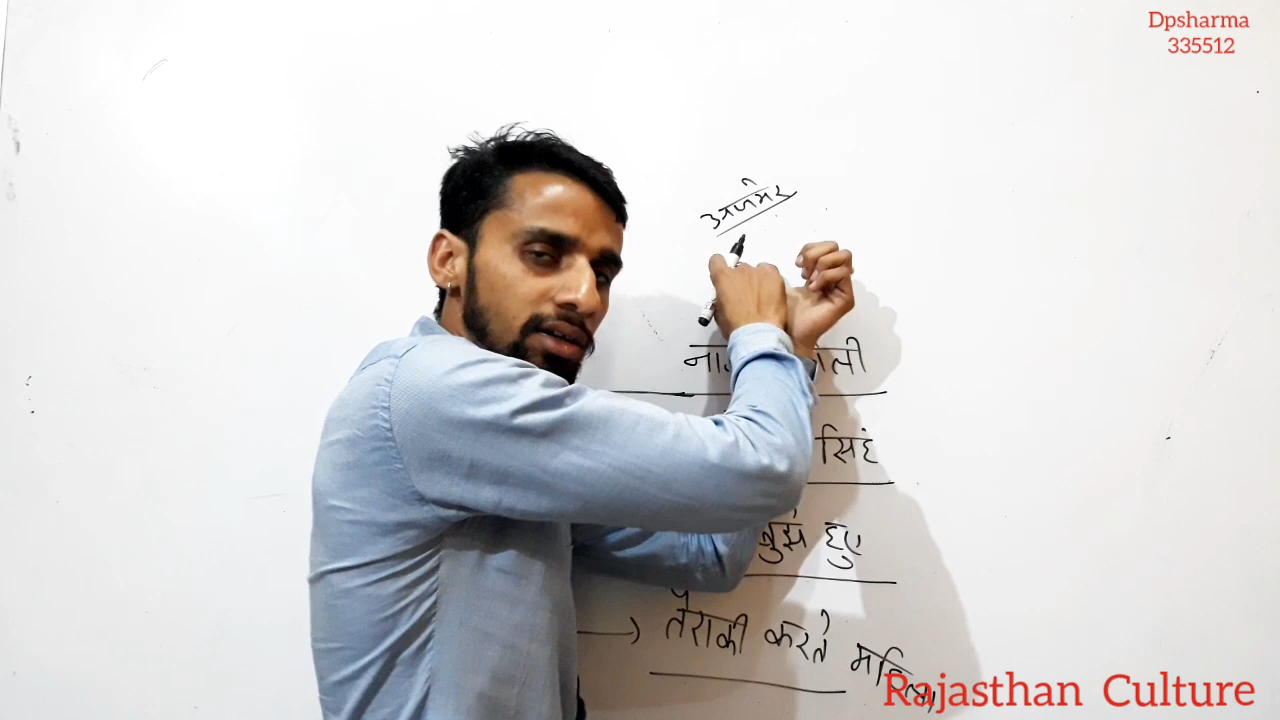 Dpsharma
335512
अजमेर
सिहं
बुझे हुए
→ तैराकी करते महिला
Rajasthan Culture